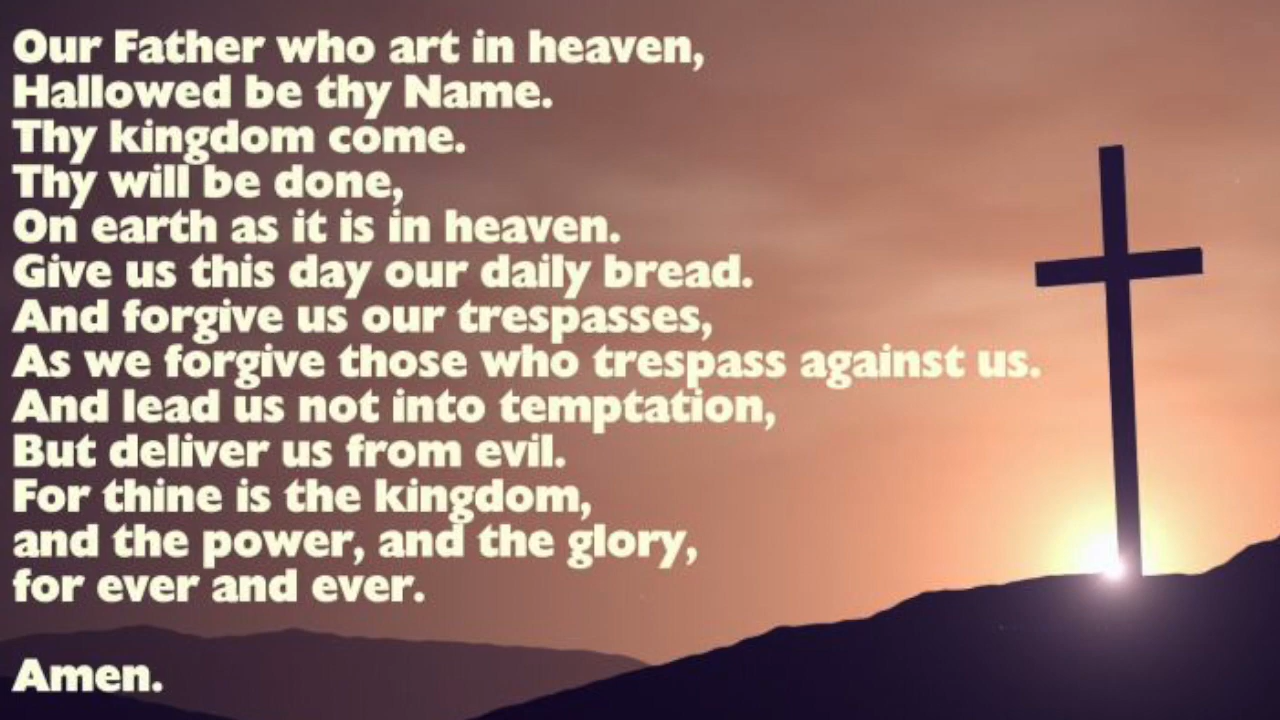 Our Father who art in heaven,
Hallowed be thy Name.
Thy kingdom come.
Thy will be done,
On earth as it is in heaven.
Give us this day our daily bread.
And forgive us our trespasses,
As we forgive those who trespass against us.
And lead us not into temptation,
But deliver us from evil.
For thine is the kingdom,
and the power, and the glory,
for ever and ever.
Amen.